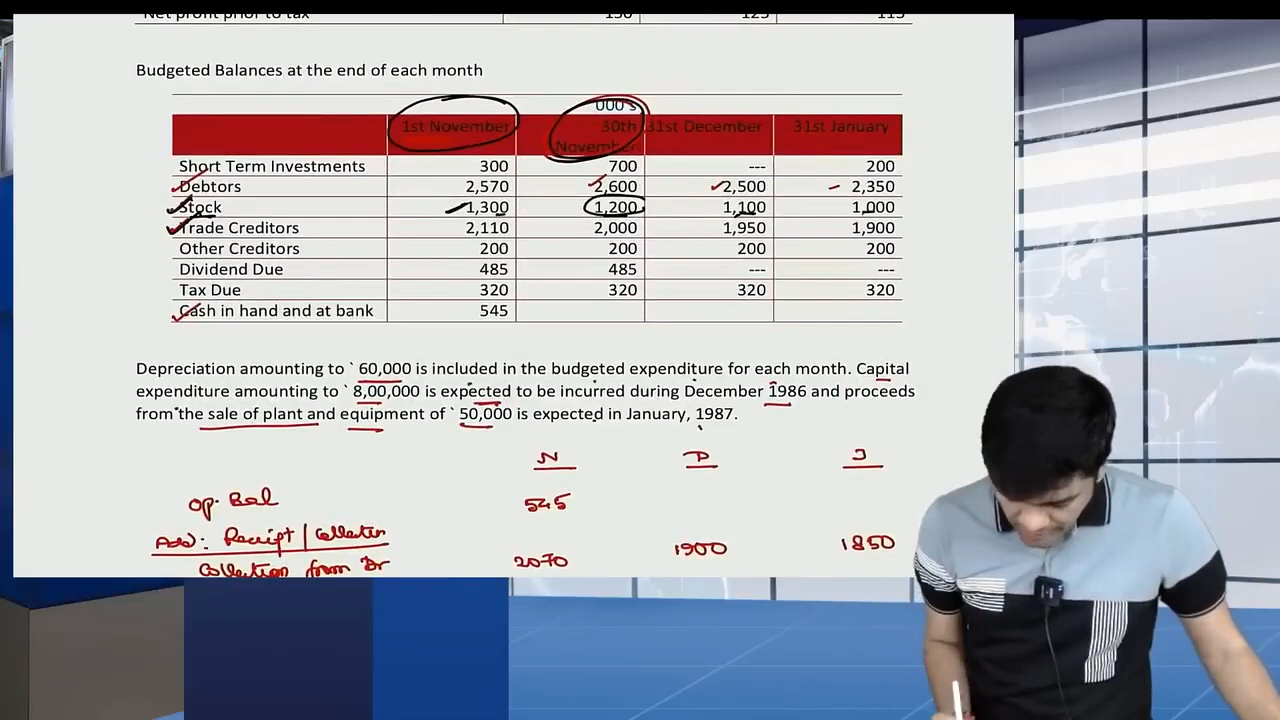 Net profit prior to tax 150 125 115
Budgeted Balances at the end of each month
000's
1st November 30th November 31st December 31st January
Short Term Investments 300 700 --- 200
Debtors 2,570 2,600 2,500 2,350
Stock 1,300 1,200 1,100 1,000
Trade Creditors 2,110 2,000 1,950 1,900
Other Creditors 200 200 200 200
Dividend Due 485 485 --- ---
Tax Due 320 320 320 320
Cash in hand and at bank 545
Depreciation amounting to ` 60,000 is included in the budgeted expenditure for each month. Capital
expenditure amounting to ` 8,00,000 is expected to be incurred during December 1986 and proceeds
from the sale of plant and equipment of ` 50,000 is expected in January, 1987.
N D J
Op. Bal 545
Add: Receipt / Collection
Collection from Dr 2070 1900 1850